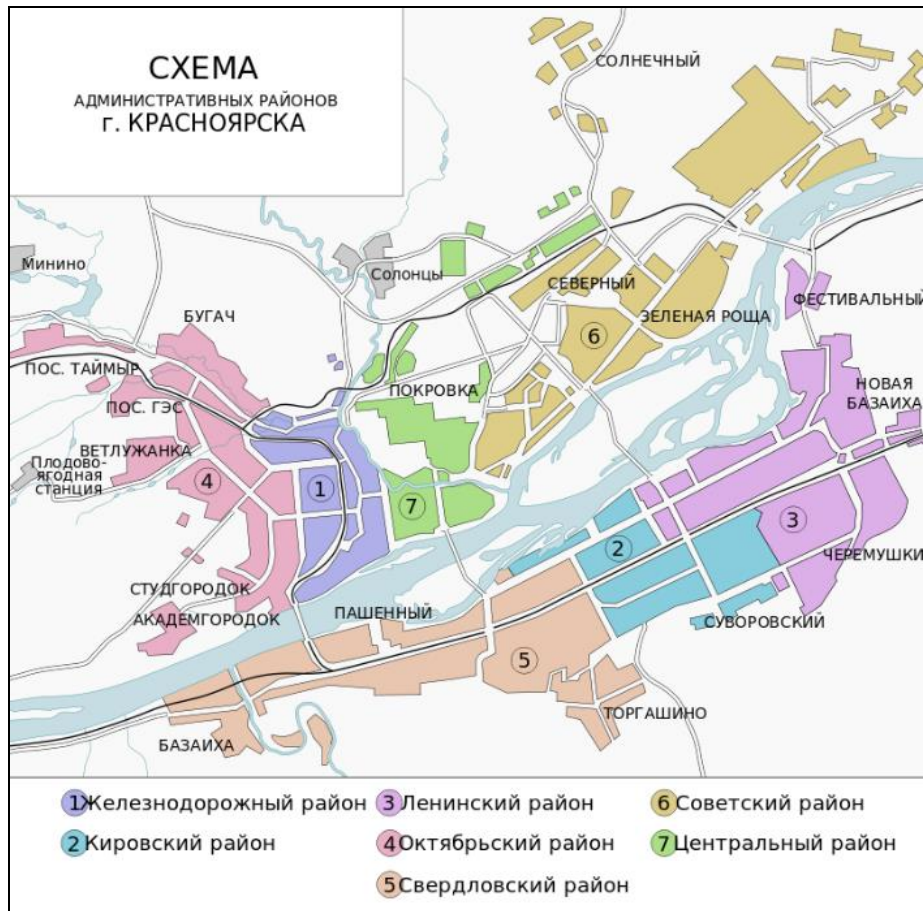 СХЕМА
АДМИНИСТРАТИВНЫХ РАЙОНОВ
г. КРАСНОЯРСКА
СОЛНЕЧНЫЙ
Минино
Солонцы
СЕВЕРНЫЙ
ФЕСТИВАЛЬНЫЙ
БУГАЧ
ЗЕЛЕНАЯ РОЩА
6
ПОС. ТАЙМЫР
ПОКРОВКА
НОВАЯ
БАЗАИХА
ПОС. ГЭС
ВЕТЛУЖАНКА
Плодово-
ягодная
станция
4
1
7
3
2
ЧЕРЕМУШКИ
СТУДГОРОДОК
АКАДЕМГОРОДОК
ПАШЕННЫЙ
СУВОРОВСКИЙ
5
ТОРГАШИНО
БАЗАИХА
1 Железнодорожный район
2 Кировский район
3 Ленинский район
4 Октябрьский район
5 Свердловский район
6 Советский район
7 Центральный район